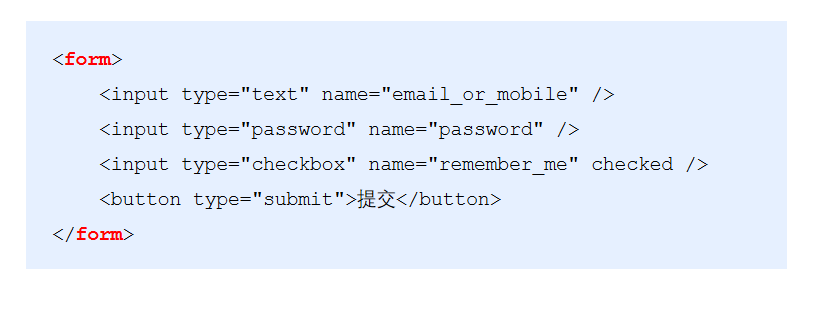 <form>
<input type="text" name="email_or_mobile" />
<input type="password" name="password" />
<input type="checkbox" name="remember_me" checked />
<button type="submit">提交</button>
</form>